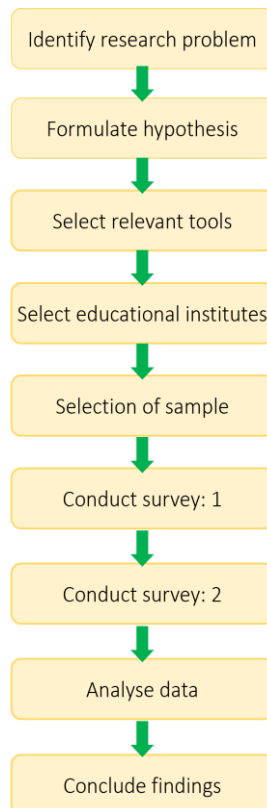 Identify research problem
Formulate hypothesis
Select relevant tools
Select educational institutes
Selection of sample
Conduct survey: 1
Conduct survey: 2
Analyse data
Conclude findings